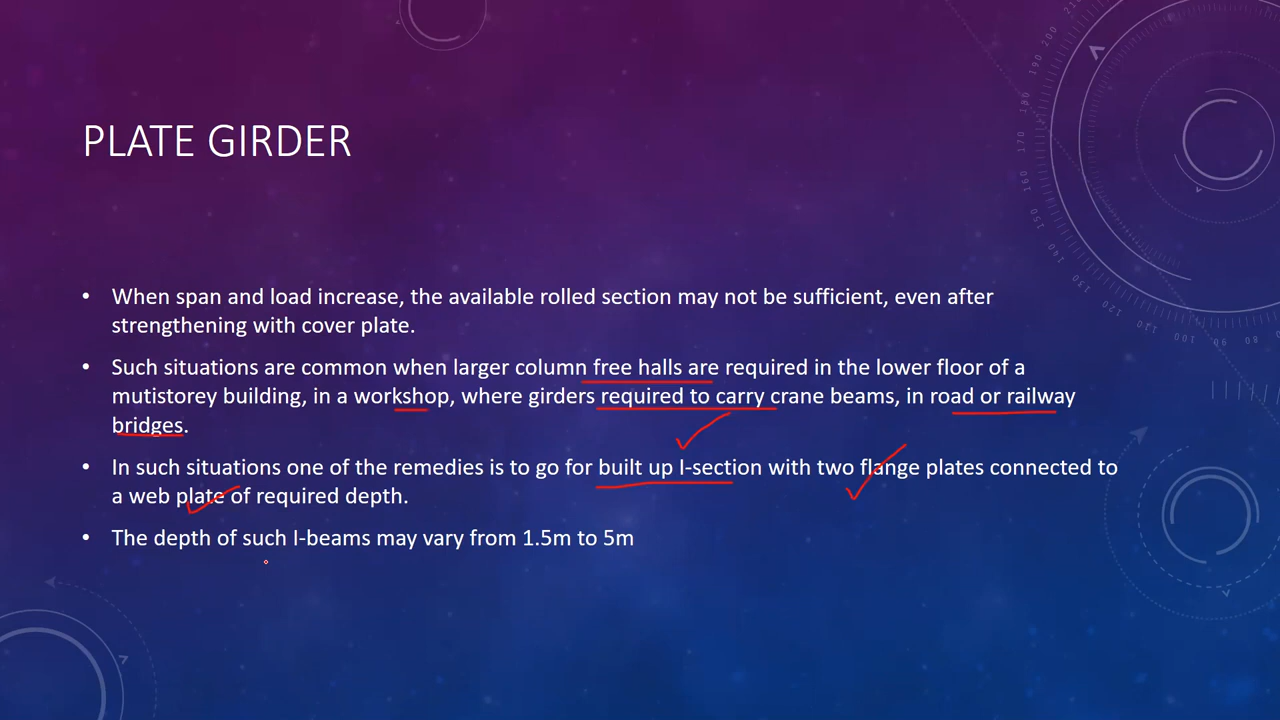 PLATE GIRDER
• When span and load increase, the available rolled section may not be sufficient, even after
strengthening with cover plate.
• Such situations are common when larger column free halls are required in the lower floor of a
mutistorey building, in a workshop, where girders required to carry crane beams, in road or railway
bridges.
• In such situations one of the remedies is to go for built up I-section with two flange plates connected to
a web plate of required depth.
• The depth of such I-beams may vary from 1.5m to 5m